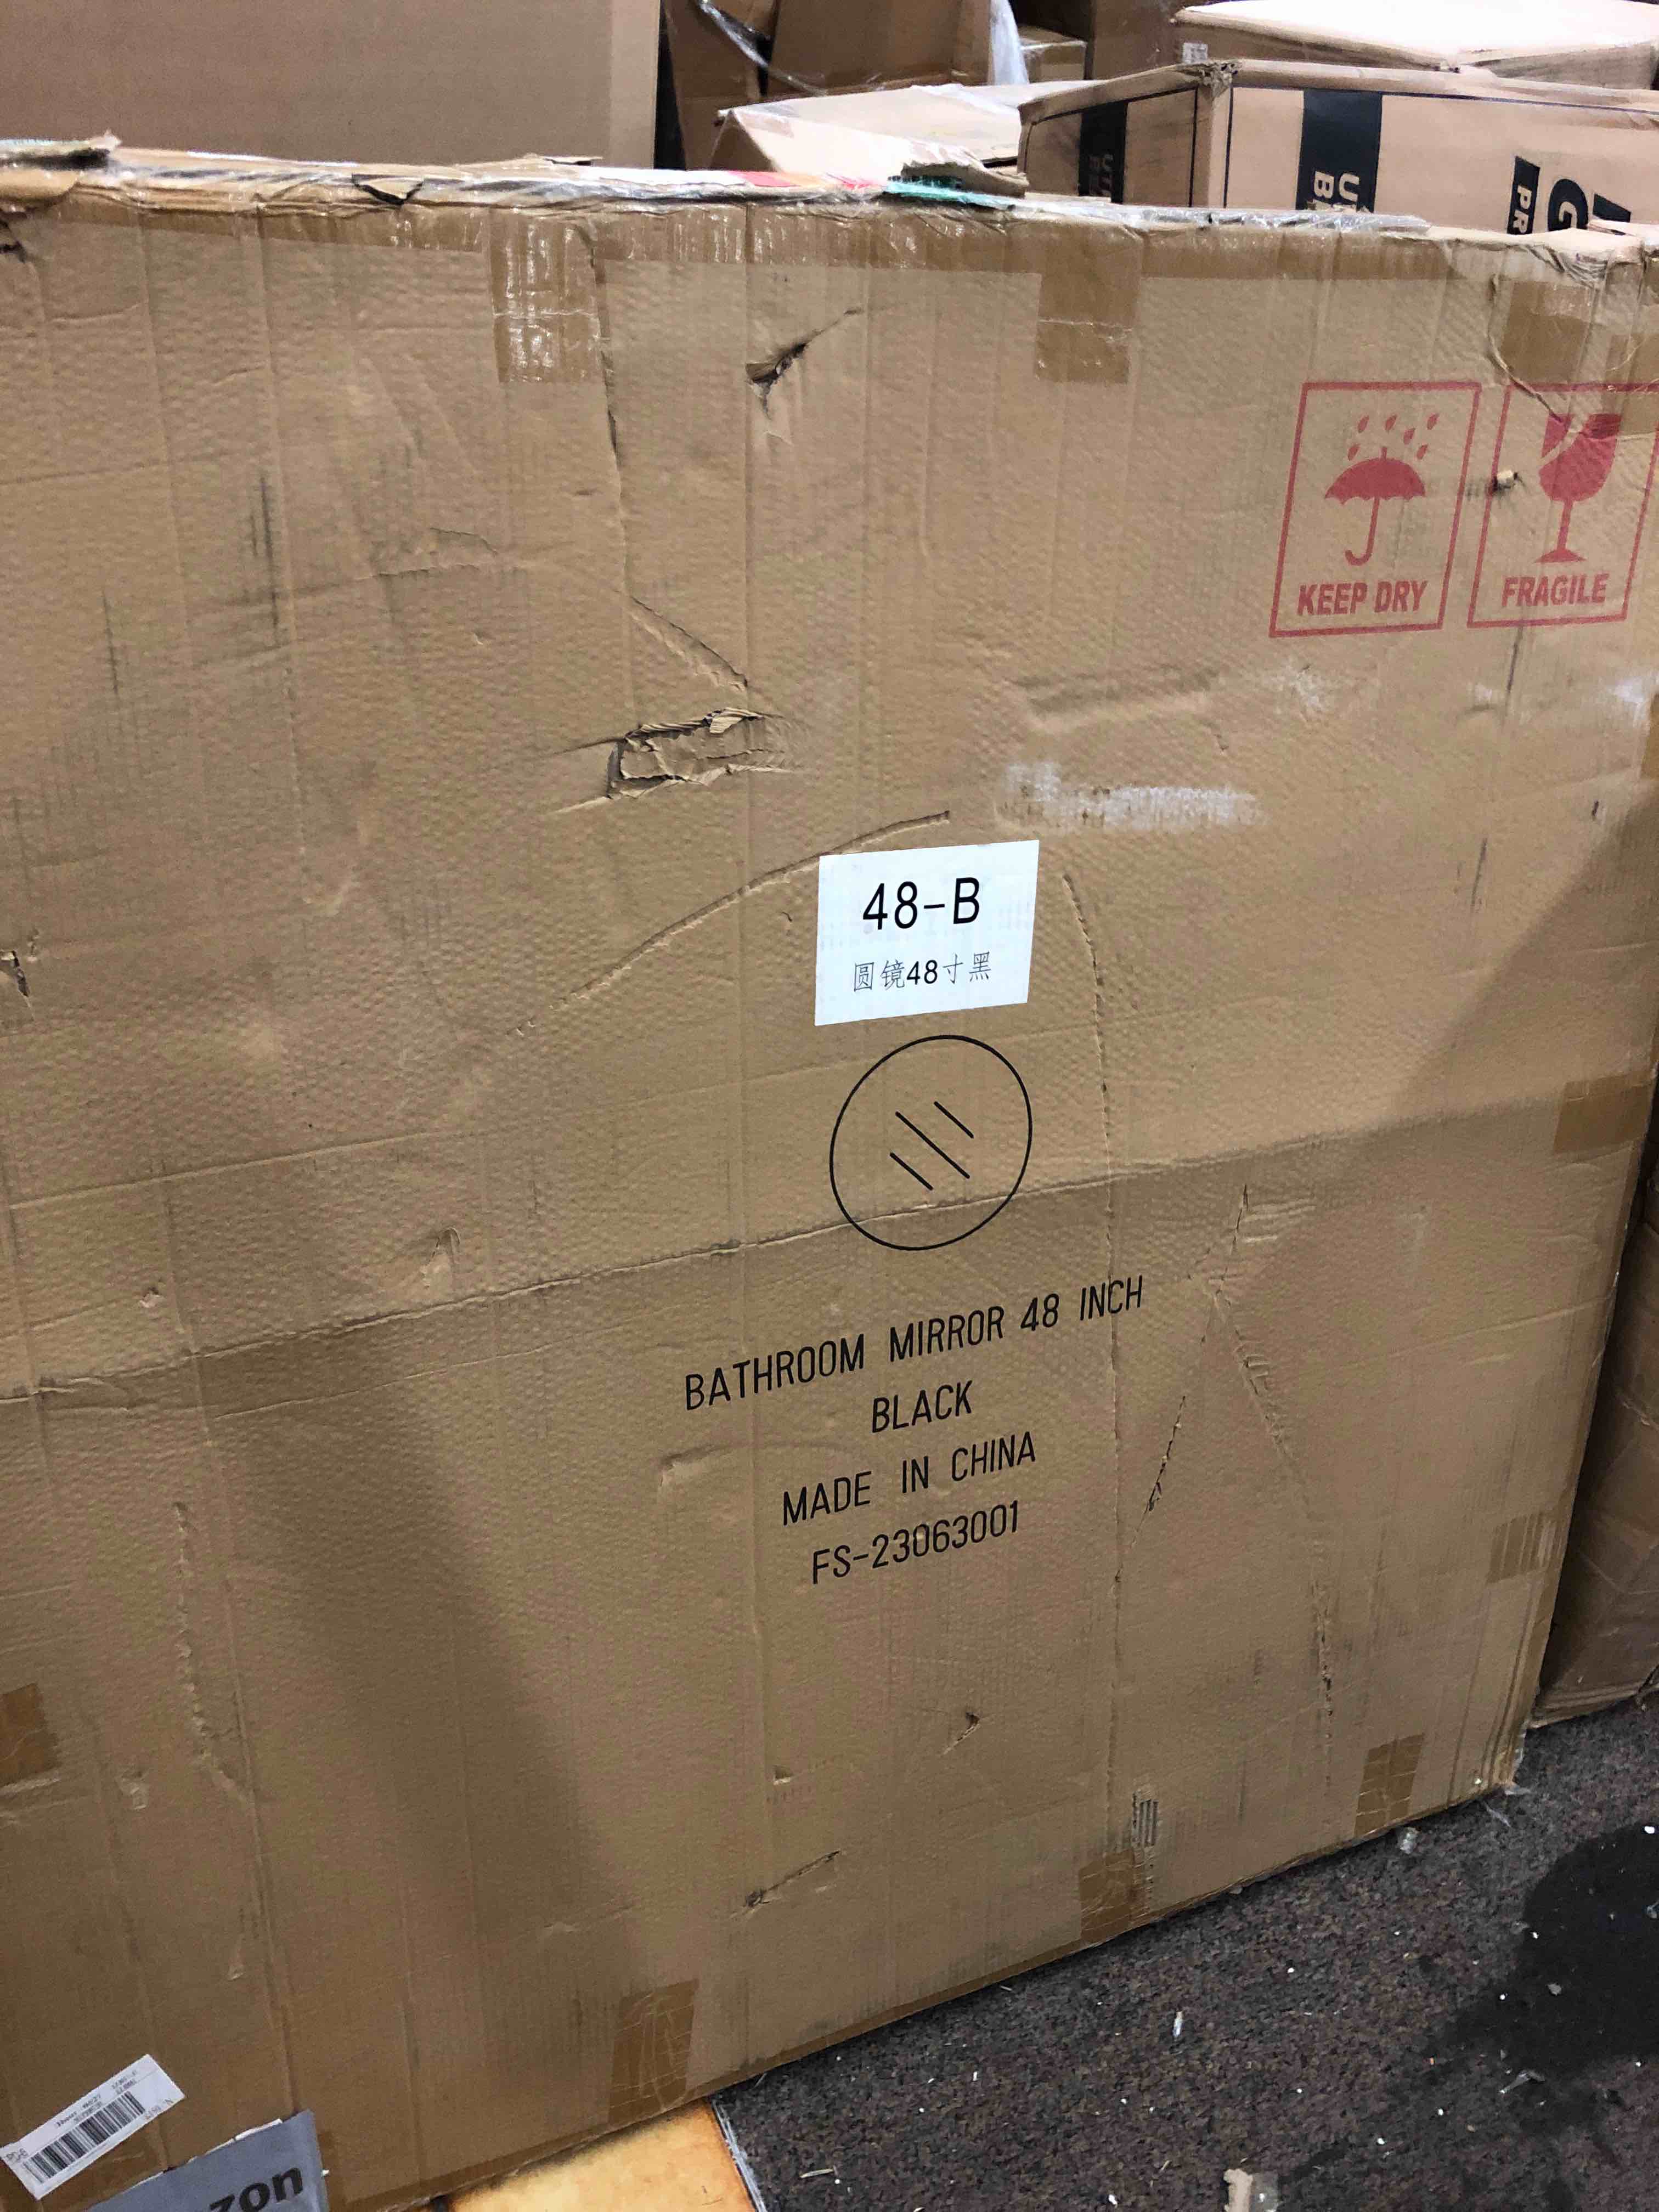 KEEP DRY
FRAGILE
48-B
圆镜48寸黑
BATHROOM MIRROR 48 INCH
BLACK
MADE IN CHINA
FS-23063001
zon